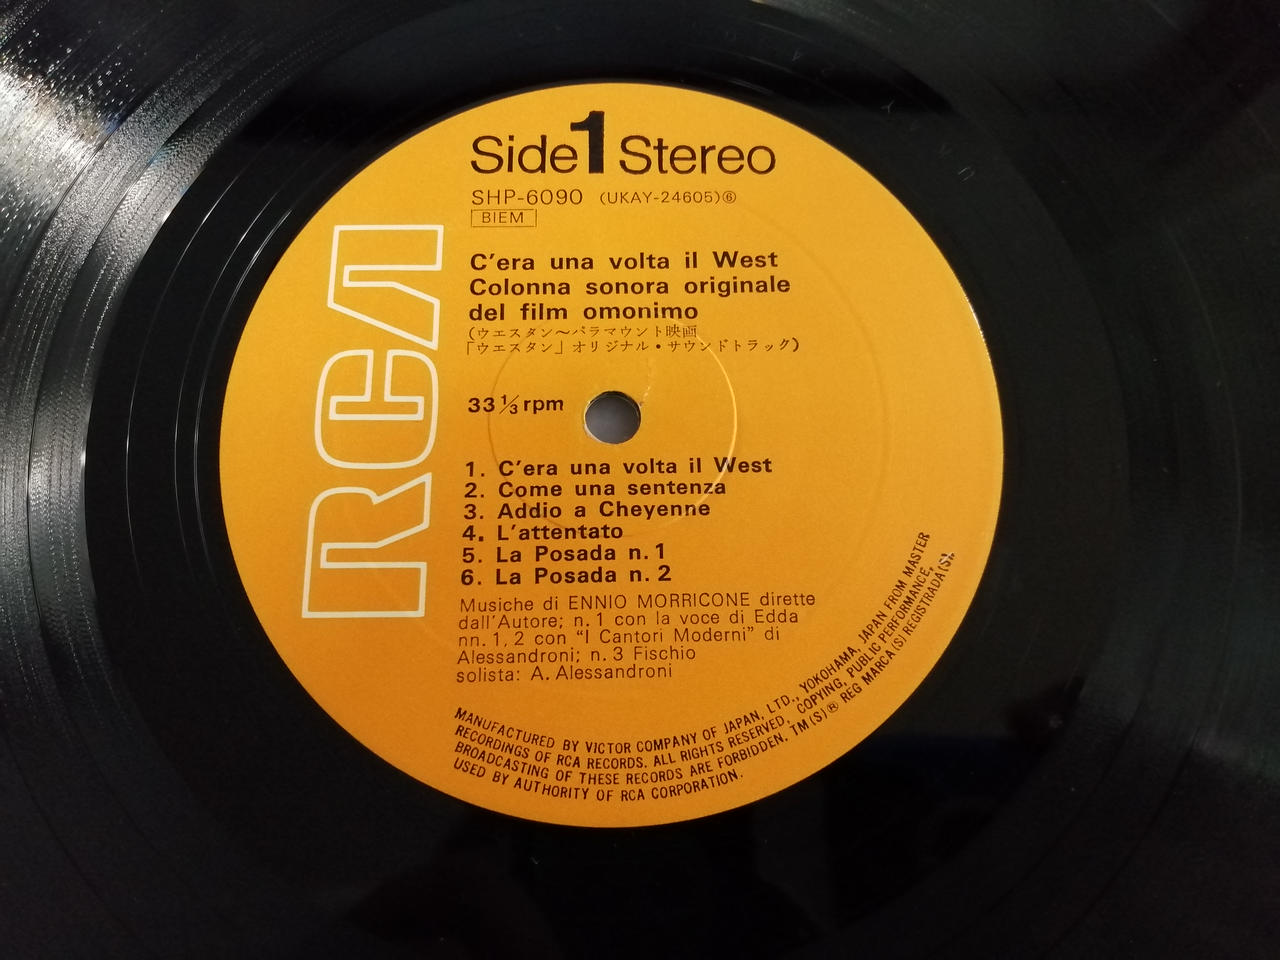 Side 1 Stereo
SHP-6090 (UKAY-24605)⑥
BIEM
C'era una volta il West
Colonna sonora originale
del film omonimo
(ウエスタン〜パラマウント映画
「ウエスタン」オリジナル・サウンドトラック)
RCA
33 1/3 rpm
1. C'era una volta il West
2. Come una sentenza
3. Addio a Cheyenne
4. L'attentato
5. La Posada n. 1
6. La Posada n. 2
Musiche di ENNIO MORRICONE dirette
dall'Autore; n. 1 con la voce di Edda
nn. 1, 2 con "I Cantori Moderni" di
Alessandroni; n. 3 Fischio
solista: A. Alessandroni
MANUFACTURED BY VICTOR COMPANY OF JAPAN, LTD., YOKOHAMA, JAPAN FROM MASTER
RECORDINGS OF RCA RECORDS. ALL RIGHTS RESERVED, COPYING, PUBLIC PERFORMANCE,
BROADCASTING OF THESE RECORDS ARE FORBIDDEN. TM(S)® REG MARCA(S) REGISTRADA(S).
USED BY AUTHORITY OF RCA CORPORATION.